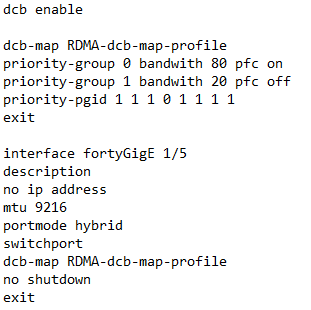 dcb enable
dcb-map RDMA-dcb-map-profile
priority-group 0 bandwith 80 pfc on
priority-group 1 bandwith 20 pfc off
priority-pgid 1 1 1 0 1 1 1 1
exit
interface fortyGigE 1/5
description
no ip address
mtu 9216
portmode hybrid
switchport
dcb-map RDMA-dcb-map-profile
no shutdown
exit